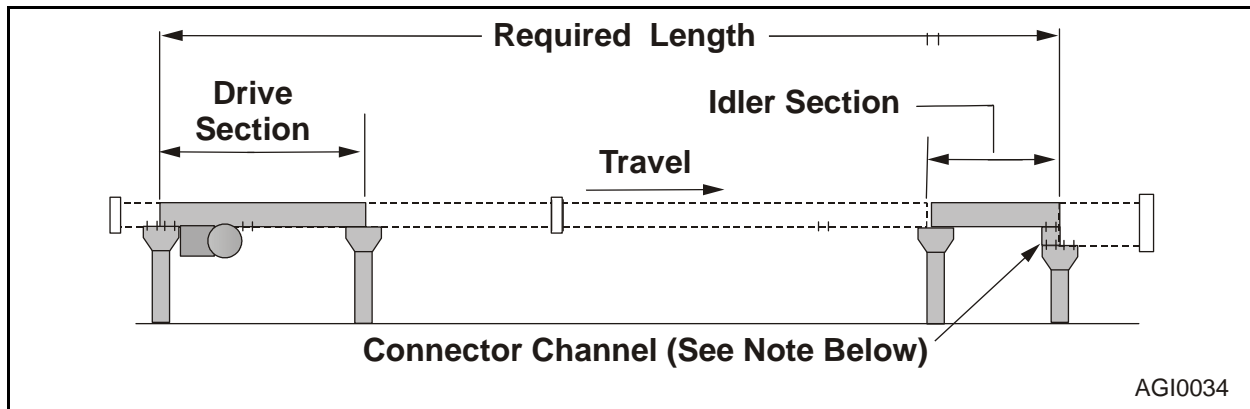 Required Length
Drive
Section
Idler Section
Travel
Connector Channel (See Note Below)
AGI0034